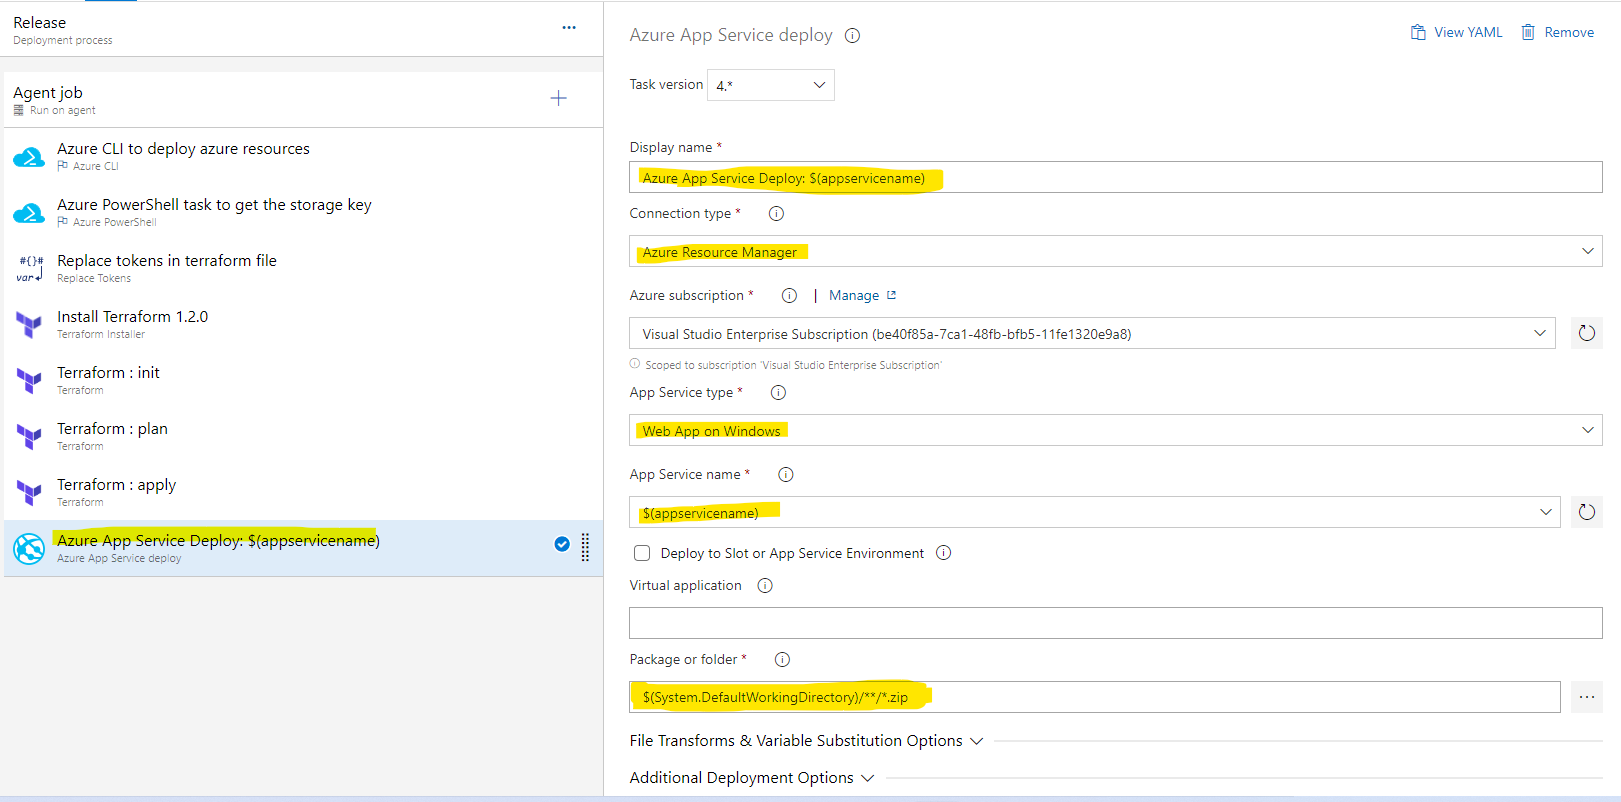 Release
Deployment process
...
Agent job
Run on agent
Azure CLI to deploy azure resources
Azure CLI
Azure PowerShell task to get the storage key
Azure PowerShell
#{}#
var
Replace tokens in terraform file
Replace Tokens
Install Terraform 1.2.0
Terraform Installer
Terraform : init
Terraform
Terraform : plan
Terraform
Terraform : apply
Terraform
Azure App Service Deploy: $(appservicename)
Azure App Service deploy
Azure App Service deploy
View YAML
Remove
Task version 4.*
Display name *
Azure App Service Deploy: $(appservicename)
Connection type *
Azure Resource Manager
Azure subscription * | Manage
Visual Studio Enterprise Subscription (be40f85a-7ca1-48fb-bfb5-11fe1320e9a8)
Scoped to subscription 'Visual Studio Enterprise Subscription'
App Service type *
Web App on Windows
App Service name *
$(appservicename)
Deploy to Slot or App Service Environment
Virtual application
Package or folder *
$(System.DefaultWorkingDirectory)/**/*.zip
...
File Transforms & Variable Substitution Options
Additional Deployment Options